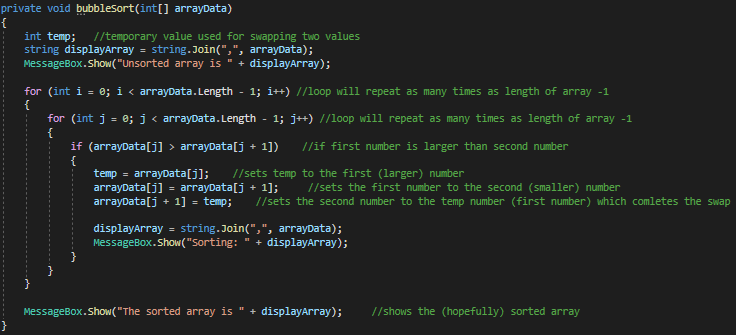 private void bubbleSort(int[] arrayData)
{
int temp;   //temporary value used for swapping two values
string displayArray = string.Join(",", arrayData);
MessageBox.Show("Unsorted array is " + displayArray);
for (int i = 0; i < arrayData.Length - 1; i++) //loop will repeat as many times as length of array -1
{
for (int j = 0; j < arrayData.Length - 1; j++) //loop will repeat as many times as length of array -1
{
if (arrayData[j] > arrayData[j + 1])    //if first number is larger than second number
{
temp = arrayData[j];    //sets temp to the first (larger) number
arrayData[j] = arrayData[j + 1];     //sets the first number to the second (smaller) number
arrayData[j + 1] = temp;    //sets the second number to the temp number (first number) which comletes the swap
displayArray = string.Join(",", arrayData);
MessageBox.Show("Sorting: " + displayArray);
}
}
}
MessageBox.Show("The sorted array is " + displayArray);     //shows the (hopefully) sorted array
}